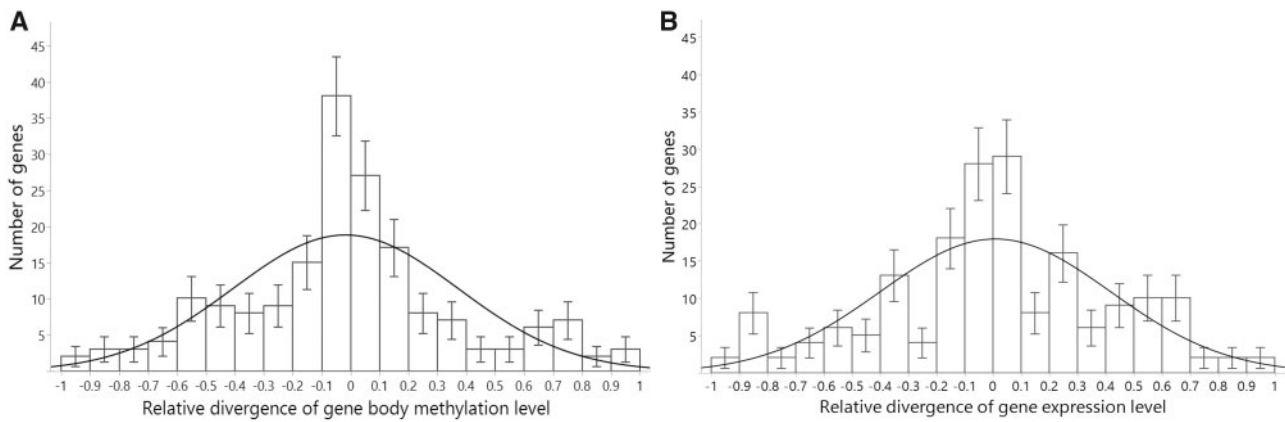 A
45
40
35
30
25
20
15
10
5
Number of genes
-1 -0.9 -0.8 -0.7 -0.6 -0.5 -0.4 -0.3 -0.2 -0.1 0 0.1 0.2 0.3 0.4 0.5 0.6 0.7 0.8 0.9 1
Relative divergence of gene body methylation level
B
45
40
35
30
25
20
15
10
5
Number of genes
-1 -0.9 -0.8 -0.7 -0.6 -0.5 -0.4 -0.3 -0.2 -0.1 0 0.1 0.2 0.3 0.4 0.5 0.6 0.7 0.8 0.9 1
Relative divergence of gene expression level